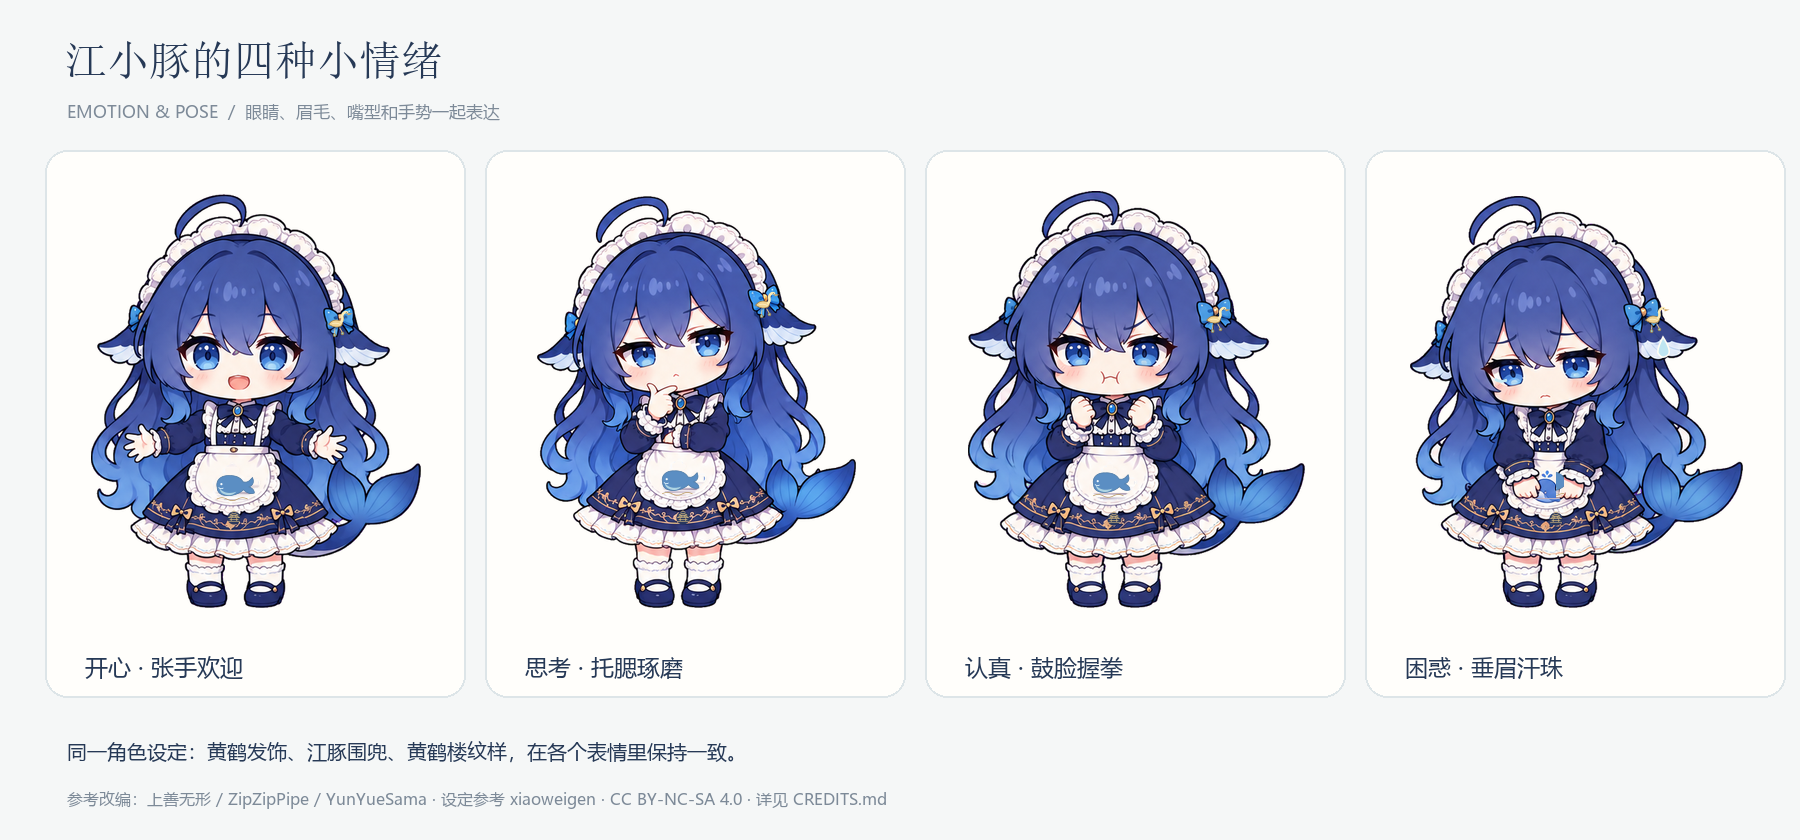 江小豚的四种小情绪
EMOTION & POSE / 眼睛、眉毛、嘴型和手势一起表达
开心 · 张手欢迎
思考 · 托腮琢磨
认真 · 鼓脸握拳
困惑 · 垂眉汗珠
同一角色设定：黄鹤发饰、江豚围兜、黄鹤楼纹样，在各个表情里保持一致。
参考改编：上善无形 / ZipZipPipe / YunYueSama · 设定参考 xiaoweigen · CC BY-NC-SA 4.0 · 详见 CREDITS.md